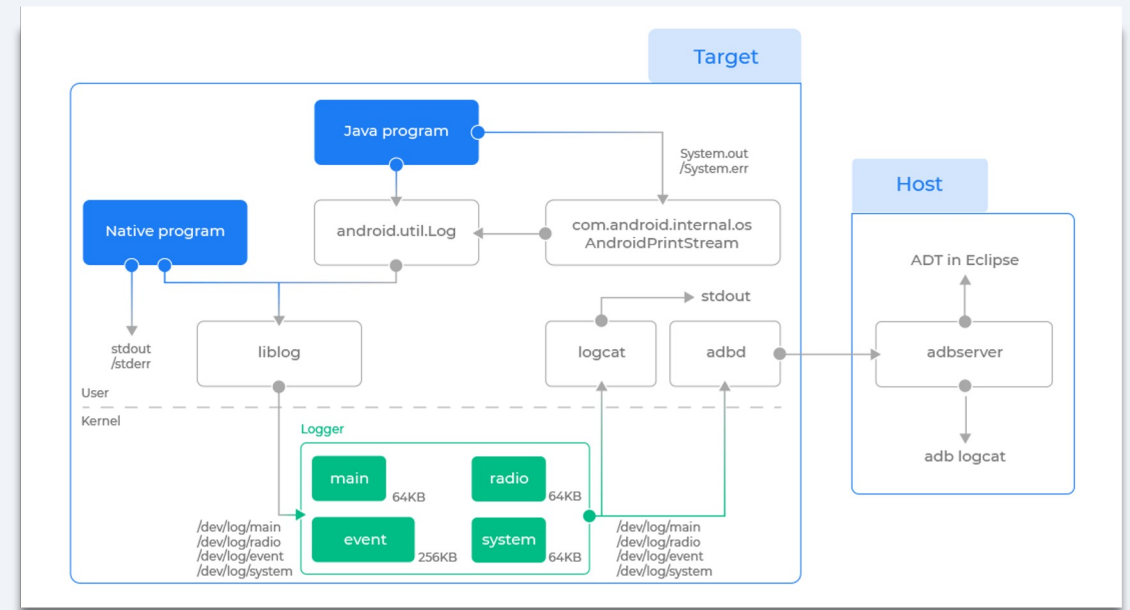 Target
Java program
System.out
/System.err
Host
Native program
android.util.Log
com.android.internal.os
AndroidPrintStream
ADT in Eclipse
stdout
stdout
/stderr
liblog
logcat
adbd
adbserver
User
Kernel
Logger
adb logcat
main
64KB
radio
64KB
event
256KB
system
64KB
/dev/log/main
/dev/log/radio
/dev/log/event
/dev/log/system
/dev/log/main
/dev/log/radio
/dev/log/event
/dev/log/system